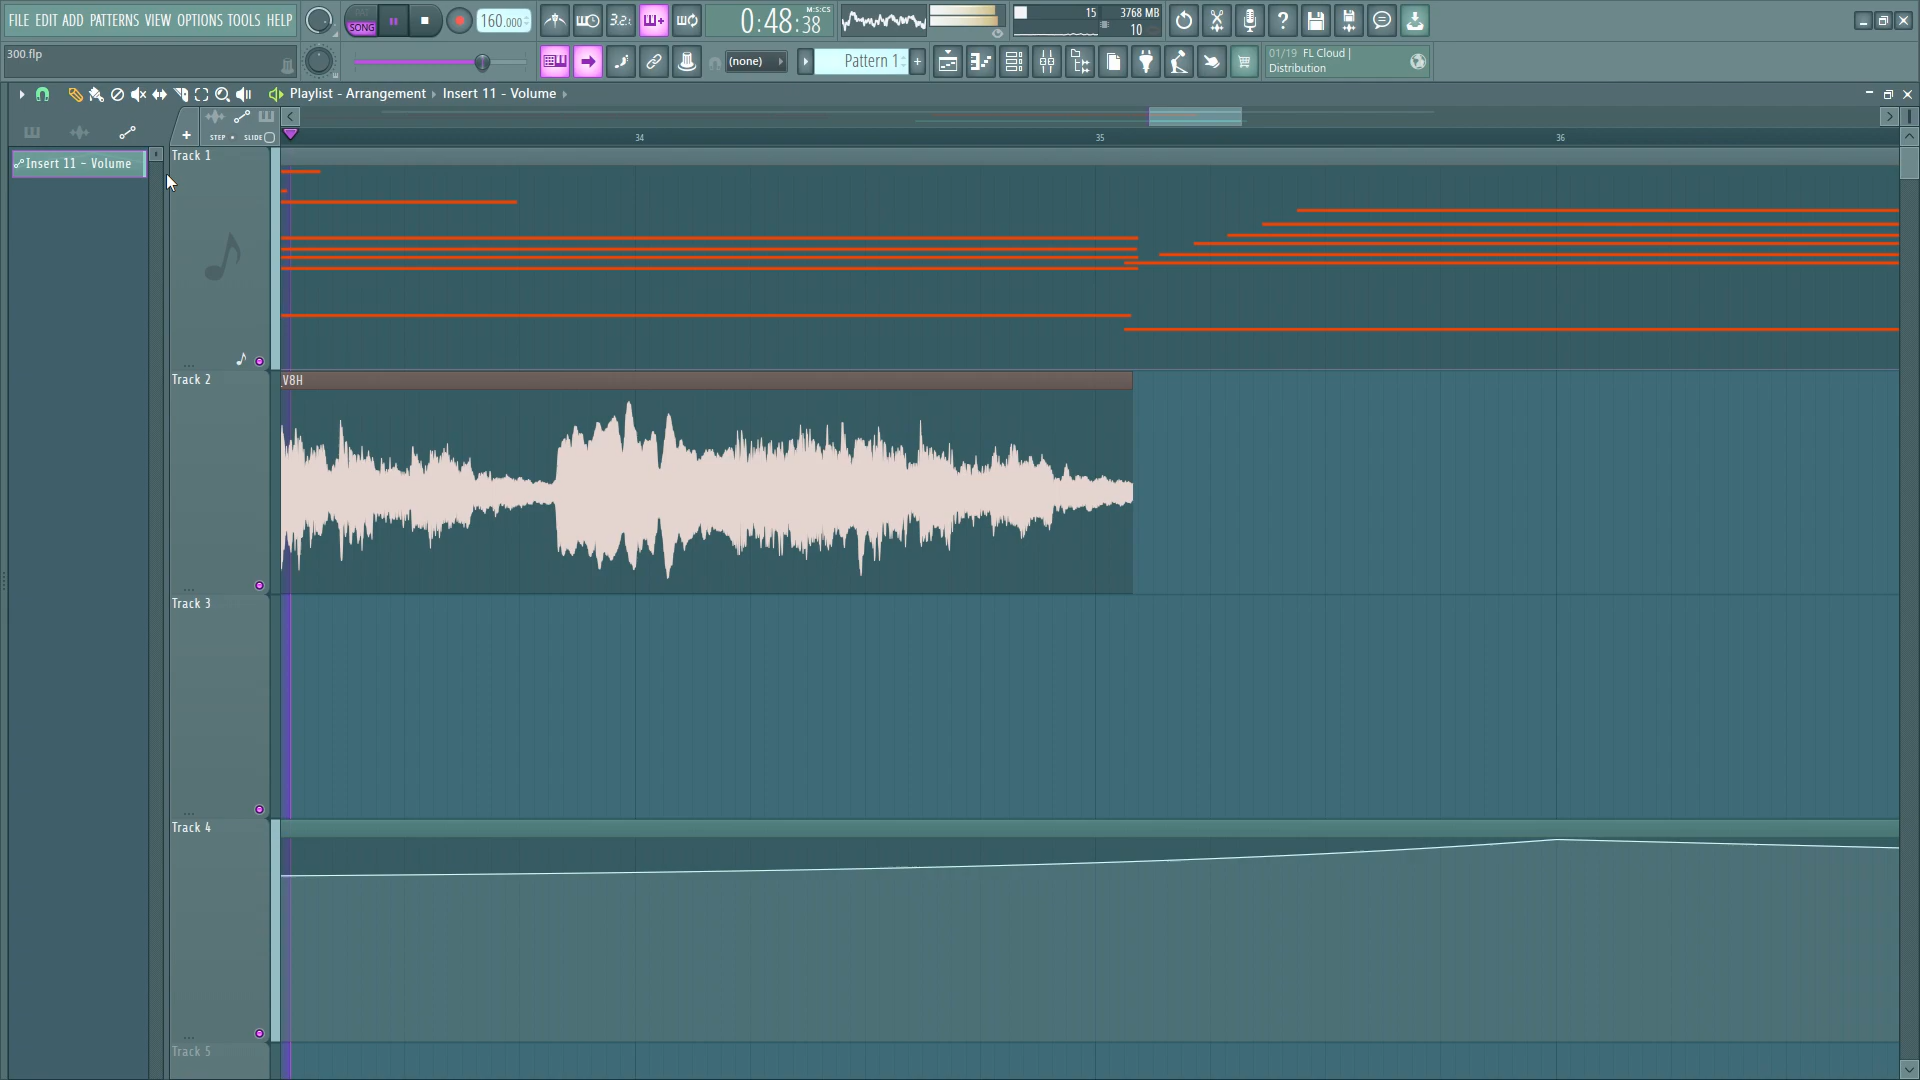 FILE EDIT ADD PATTERNS VIEW OPTIONS TOOLS HELP
SONG
160.000
3.2.
0:48:38
M:S:CS
15
3768 MB
10
300.flp
(none)
Pattern 1
01/19 FL Cloud |
Distribution
Playlist - Arrangement
Insert 11 - Volume
STEP
SLIDE
34
35
36
Insert 11 - Volume
Track 1
Track 2
V8H
Track 3
Track 4
Track 5